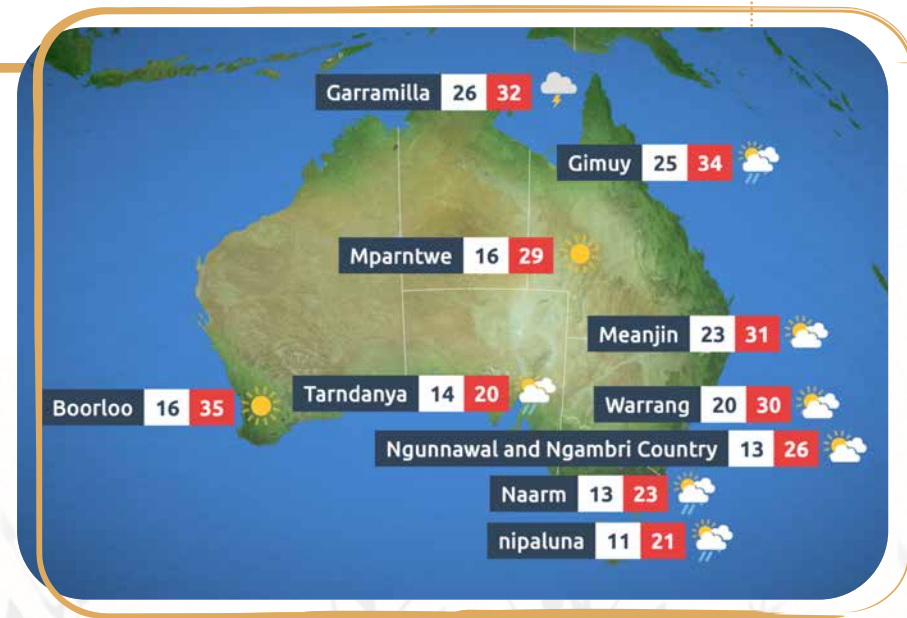 Garramilla 26 32
Gimuy 25 34
Mparntwe 16 29
Meanjin 23 31
Boorloo 16 35
Tarndanya 14 20
Warrang 20 30
Ngunnawal and Ngambri Country 13 26
Naarm 13 23
nipaluna 11 21